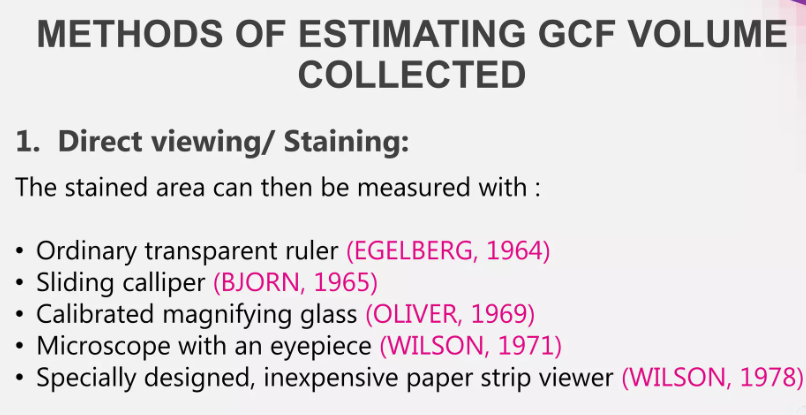 METHODS OF ESTIMATING GCF VOLUME
COLLECTED
1. Direct viewing/ Staining:
The stained area can then be measured with :
• Ordinary transparent ruler (EGELBERG, 1964)
• Sliding calliper (BJORN, 1965)
• Calibrated magnifying glass (OLIVER, 1969)
• Microscope with an eyepiece (WILSON, 1971)
• Specially designed, inexpensive paper strip viewer (WILSON, 1978)